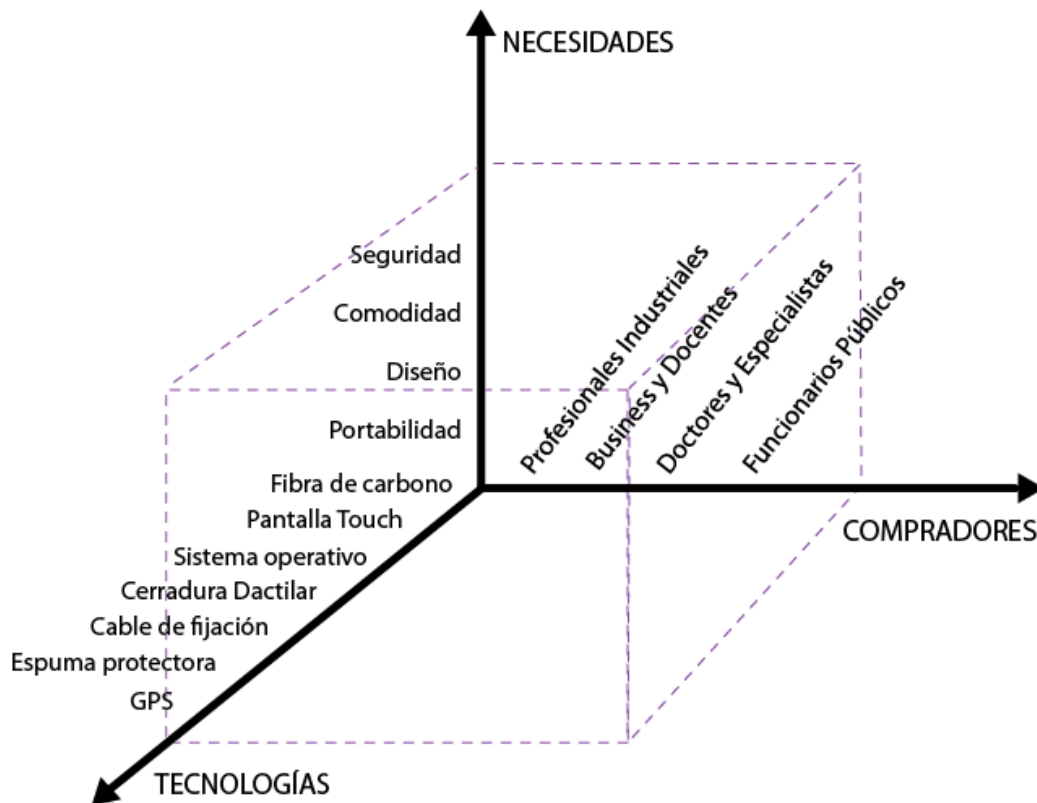 NECESIDADES
Seguridad
Comodidad
Diseño
Portabilidad
Profesionales Industriales
Business y Docentes
Doctores y Especialistas
Funcionarios Públicos
COMPRADORES
Fibra de carbono
Pantalla Touch
Sistema operativo
Cerradura Dactilar
Cable de fijación
Espuma protectora
GPS
TECNOLOGÍAS